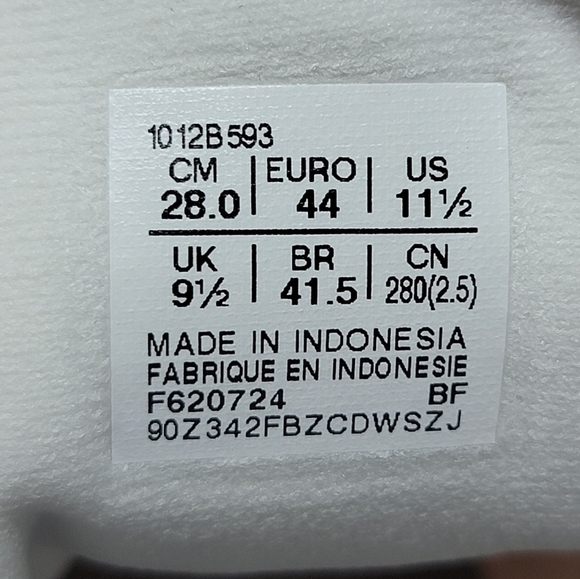 1012B593
CM | EURO | US
28.0 | 44 | 11½
UK | BR | CN
9½ | 41.5 | 280(2.5)
MADE IN INDONESIA
FABRIQUE EN INDONESIE
F620724 BF
90Z342FBZCDWSZJ